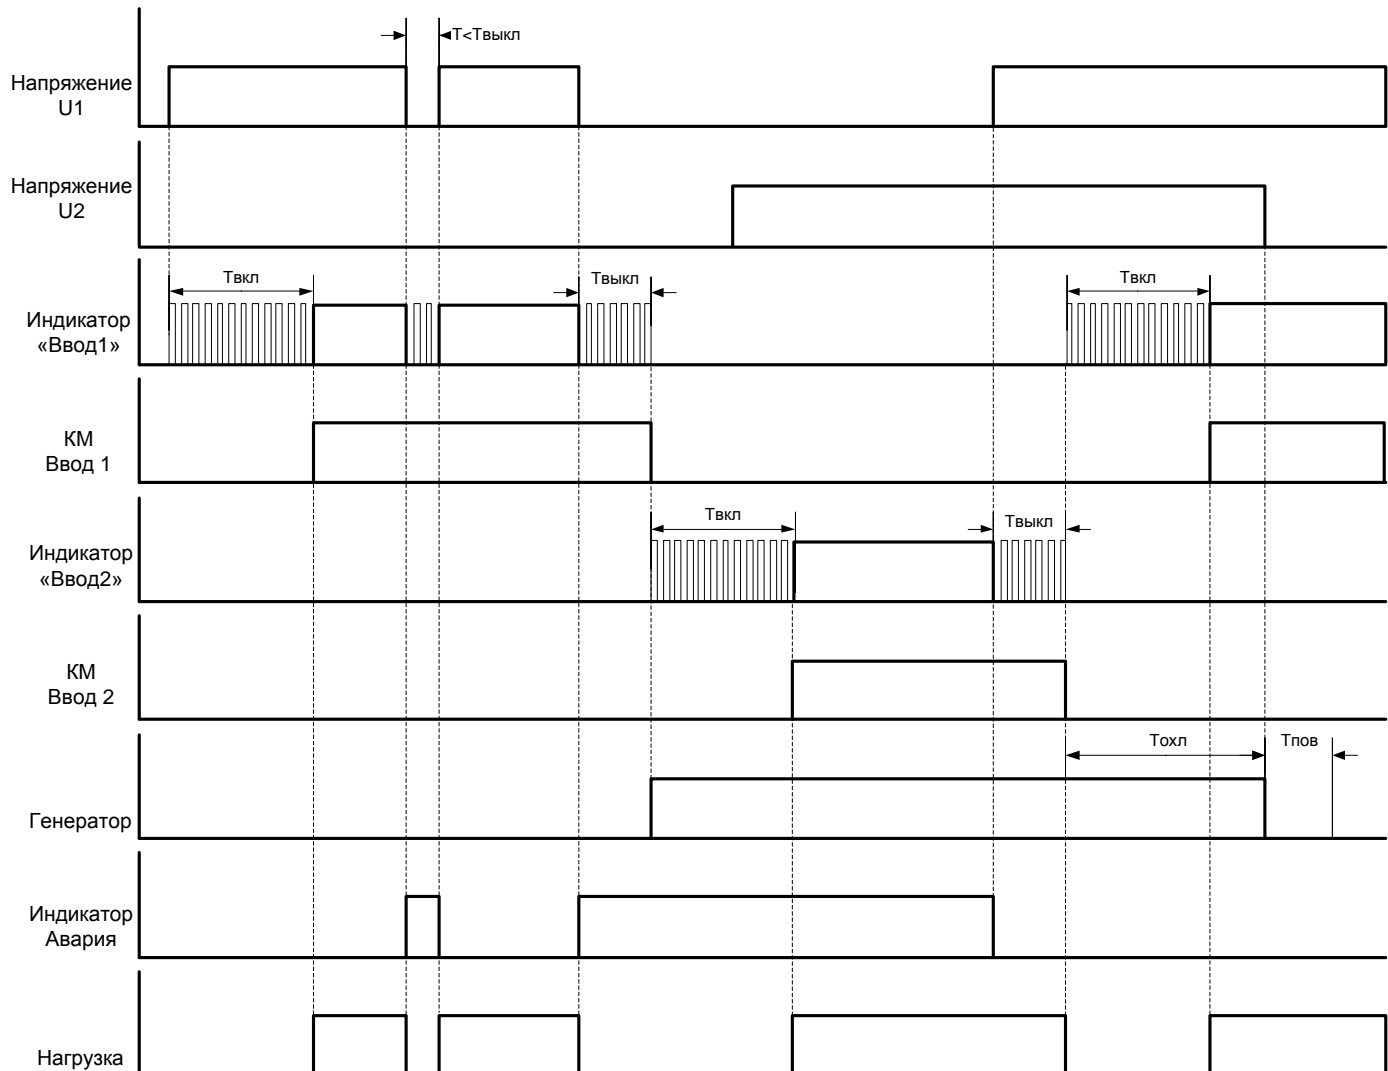 T<Tвыкл
Напряжение
U1
Напряжение
U2
Tвкл
Tвыкл
Tвкл
Индикатор
«Ввод1»
КМ
Ввод 1
Tвкл
Tвыкл
Индикатор
«Ввод2»
КМ
Ввод 2
Tохл
Tпов
Генератор
Индикатор
Авария
Нагрузка